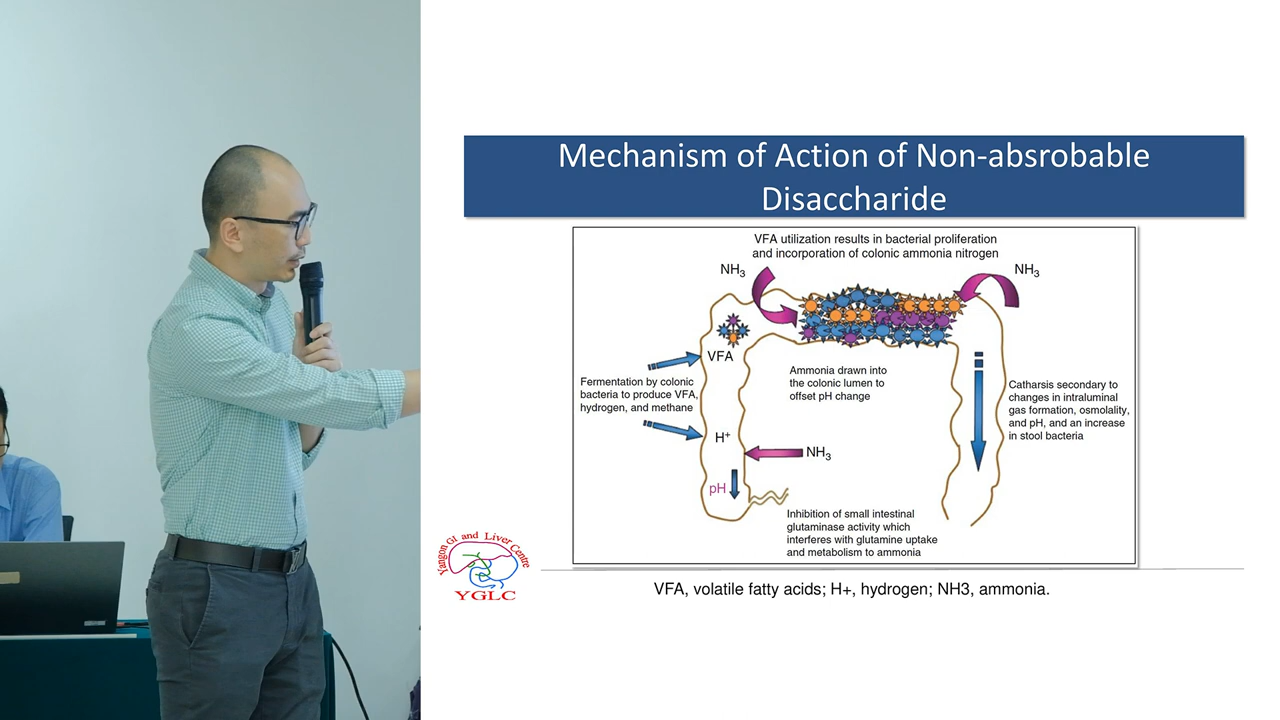 Mechanism of Action of Non-absrobable
Disaccharide
VFA utilization results in bacterial proliferation
and incorporation of colonic ammonia nitrogen
NH3
NH3
VFA
Fermentation by colonic
bacteria to produce VFA,
hydrogen, and methane
Ammonia drawn into
the colonic lumen to
offset pH change
Catharsis secondary to
changes in intraluminal
gas formation, osmolality,
and pH, and an increase
in stool bacteria
H+
NH3
pH
Inhibition of small intestinal
glutaminase activity which
interferes with glutamine uptake
and metabolism to ammonia
Yangon GI and Liver Centre
YGLC
VFA, volatile fatty acids; H+, hydrogen; NH3, ammonia.